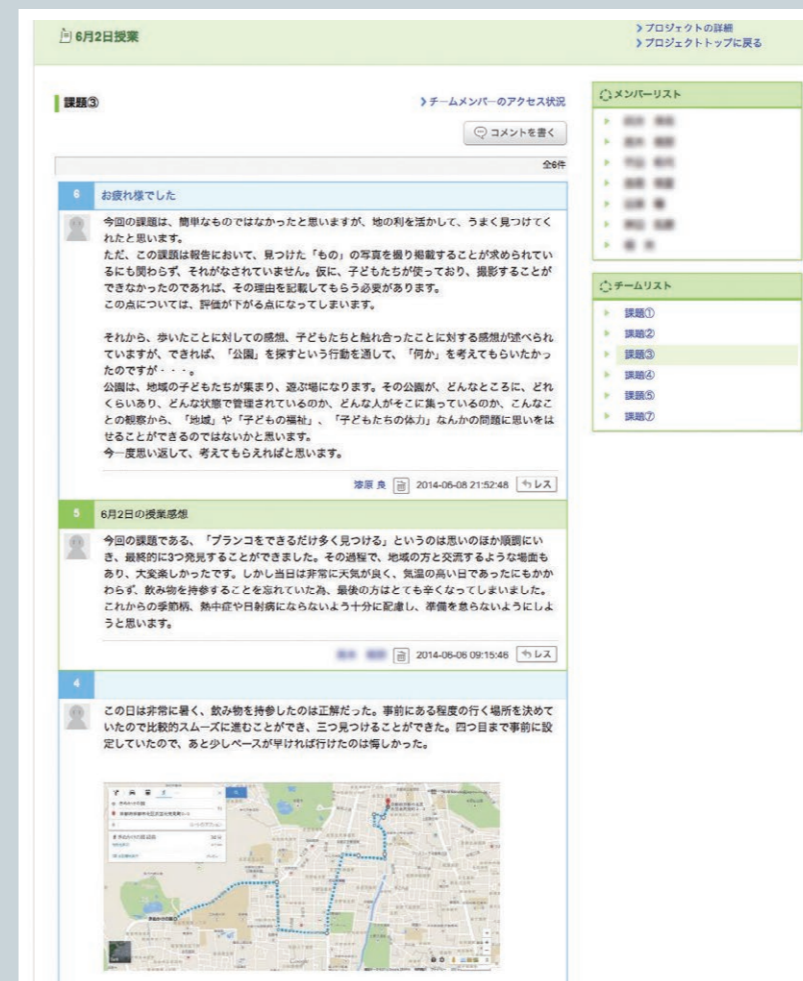 6月2日授業
プロジェクトの詳細
プロジェクトトップに戻る
課題③
チームメンバーのアクセス状況
コメントを書く
全6件
6 お疲れ様でした
今回の課題は、簡単なものではなかったと思いますが、地の利を活かして、うまく見つけてく
れたと思います。
ただ、この課題は報告において、見つけた「もの」の写真を撮り掲載することが求められてい
るにも関わらず、それがなされていません。仮に、子どもたちが使っており、撮影することが
できなかったのであれば、その理由を記載してもらう必要があります。
この点については、評価が下がる点になってしまいます。
それから、歩いたことに対しての感想、子どもたちと触れ合ったことに対する感想が述べられ
ていますが、できれば、「公園」を探すという行動を通して、「何か」を考えてもらいたかっ
たのですが・・・。
公園は、地域の子どもたちが集まり、遊ぶ場になります。その公園が、どんなところに、どれ
くらいあり、どんな状態で管理されているのか、どんな人がそこに集っているのか、こんなこ
との観察から、「地域」や「子どもの福祉」、「子どもたちの体力」なんかの問題に思いをは
せることができるのではないかと思います。
今一度思い返して、考えてもらえればと思います。
2014-06-08 21:52:48 レス
5 6月2日の授業感想
今回の課題である、「ブランコをできるだけ多く見つける」というのは思いのほか順調にい
き、最終的に3つ発見することができました。その過程で、地域の方と交流するような場面も
あり、大変楽しかったです。しかし当日は非常に天気が良く、気温の高い日であったにもかか
わらず、飲み物を持参することを忘れていた為、最後の方はとても辛くなってしまいました。
これからの季節柄、熱中症や日射病にならないよう十分に配慮し、準備を怠らないようにしよ
うと思います。
2014-06-06 09:15:46 レス
4
この日は非常に暑く、飲み物を持参したのは正解だった。事前にある程度の行く場所を決めて
いたので比較的スムーズに進むことができ、三つ見つけることができた。四つ目まで事前に設
定していたので、あと少しペースが早ければ行けたのは悔しかった。
メンバーリスト
チームリスト
課題①
課題②
課題③
課題④
課題⑤
課題⑦